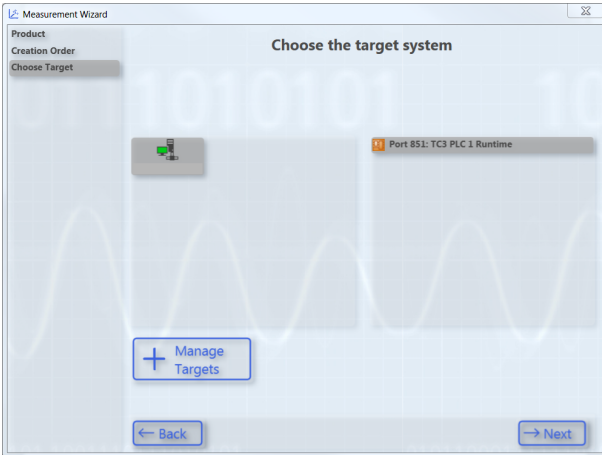 Measurement Wizard
Product
Creation Order
Choose Target
Choose the target system
Port 851: TC3 PLC 1 Runtime
Manage
Targets
Back
Next